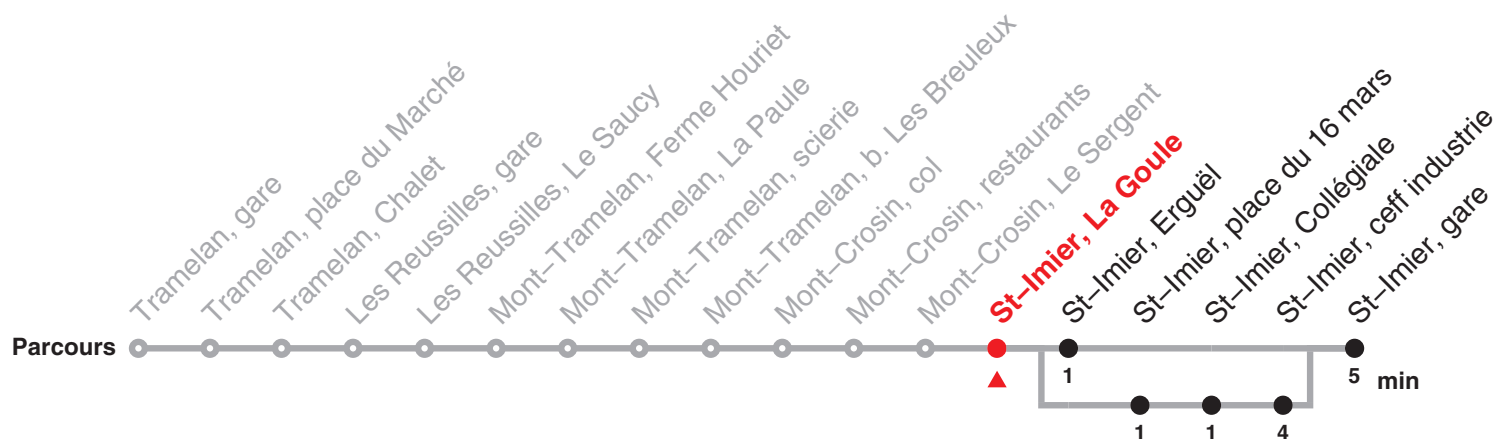 Tramelan, gare
Tramelan, place du Marché
Tramelan, Chalet
Les Reussilles, gare
Les Reussilles, Le Saucy
Mont–Tramelan, Ferme Houriet
Mont–Tramelan, La Paule
Mont–Tramelan, scierie
Mont–Tramelan, b. Les Breuleux
Mont–Crosin, col
Mont–Crosin, restaurants
Mont–Crosin, Le Sergent
St–Imier, La Goule
St–Imier, Erguël
St–Imier, place du 16 mars
St–Imier, Collégiale
St–Imier, ceff industrie
St–Imier, gare
Parcours
1 5 min
1 1 4